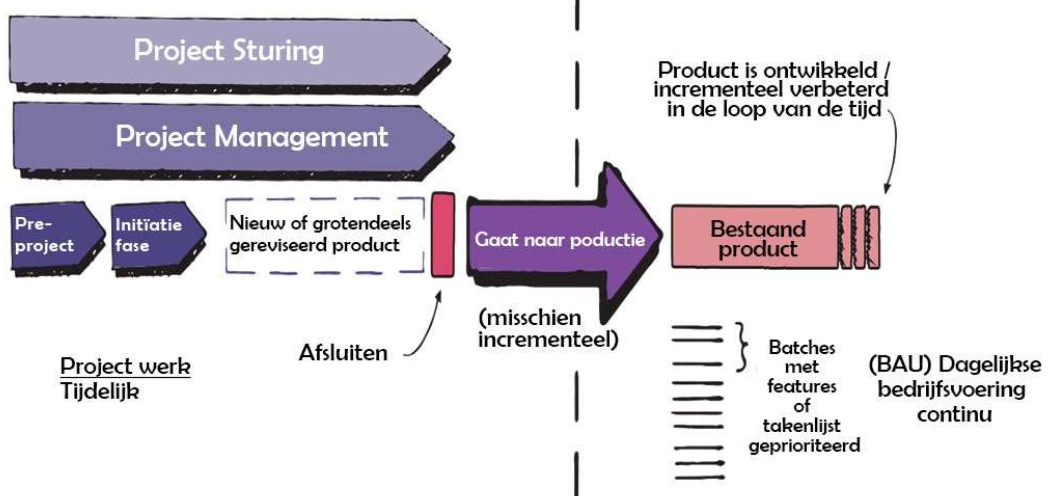 Project Sturing
Project Management
Pre-
project
Initïatie
fase
Nieuw of grotendeels
gereviseerd product
Gaat naar poductie
Bestaand
product
Product is ontwikkeld /
incrementeel verbeterd
in de loop van de tijd
Afsluiten
(misschien
incrementeel)
Project werk
Tijdelijk
Batches
met
features
of
takenlijst
geprioriteerd
(BAU) Dagelijkse
bedrijfsvoering
continu